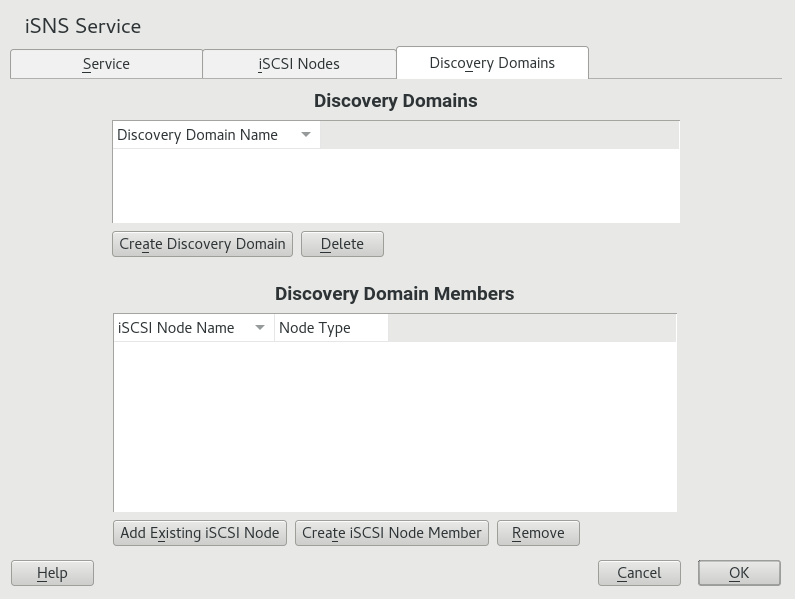 iSNS Service
Service iSCSI Nodes Discovery Domains
Discovery Domains
Discovery Domain Name
Create Discovery Domain Delete
Discovery Domain Members
iSCSI Node Name Node Type
Add Existing iSCSI Node Create iSCSI Node Member Remove
Help Cancel OK